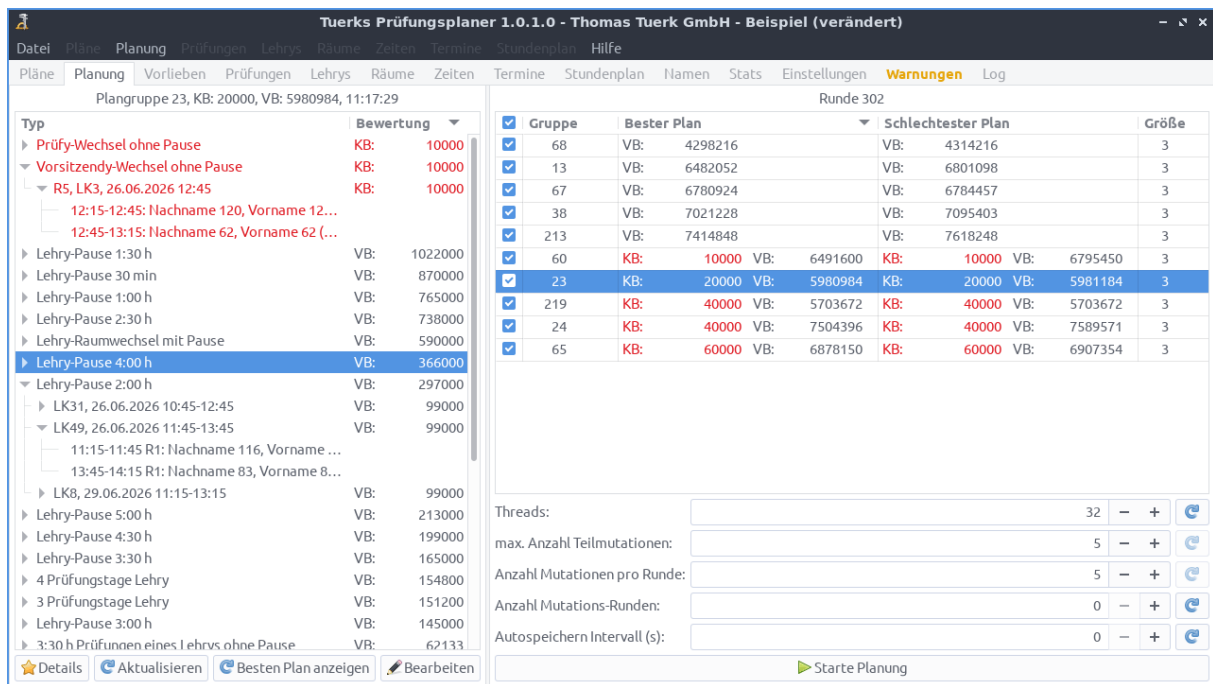 Tuerks Prüfungsplaner 1.0.1.0 - Thomas Tuerk GmbH - Beispiel (verändert)
Datei Pläne Planung Prüfungen Lehrys Räume Zeiten Termine Stundenplan Hilfe
Pläne Planung Vorlieben Prüfungen Lehrys Räume Zeiten Termine Stundenplan Namen Stats Einstellungen Warnungen Log
Plangruppe 23, KB: 20000, VB: 5980984, 11:17:29
Typ Bewertung
Prüfy-Wechsel ohne Pause KB: 10000
Vorsitzendy-Wechsel ohne Pause KB: 10000
R5, LK3, 26.06.2026 12:45 KB: 10000
12:15-12:45: Nachname 120, Vorname 12...
12:45-13:15: Nachname 62, Vorname 62 (...
Lehry-Pause 1:30 h VB: 1022000
Lehry-Pause 30 min VB: 870000
Lehry-Pause 1:00 h VB: 765000
Lehry-Pause 2:30 h VB: 738000
Lehry-Raumwechsel mit Pause VB: 590000
Lehry-Pause 4:00 h VB: 366000
Lehry-Pause 2:00 h VB: 297000
LK31, 26.06.2026 10:45-12:45 VB: 99000
LK49, 26.06.2026 11:45-13:45 VB: 99000
11:15-11:45 R1: Nachname 116, Vorname ...
13:45-14:15 R1: Nachname 83, Vorname 8...
LK8, 29.06.2026 11:15-13:15 VB: 99000
Lehry-Pause 5:00 h VB: 213000
Lehry-Pause 4:30 h VB: 199000
Lehry-Pause 3:30 h VB: 165000
4 Prüfungstage Lehry VB: 154800
3 Prüfungstage Lehry VB: 151200
Lehry-Pause 3:00 h VB: 145000
3:30 h Prüfungen eines Lehrys ohne Pause VB: 62133
Details Aktualisieren Besten Plan anzeigen Bearbeiten
Runde 302
Gruppe Bester Plan Schlechtester Plan Größe
68 VB: 4298216 VB: 4314216 3
13 VB: 6482052 VB: 6801098 3
67 VB: 6780924 VB: 6784457 3
38 VB: 7021228 VB: 7095403 3
213 VB: 7414848 VB: 7618248 3
60 KB: 10000 VB: 6491600 KB: 10000 VB: 6795450 3
23 KB: 20000 VB: 5980984 KB: 20000 VB: 5981184 3
219 KB: 40000 VB: 5703672 KB: 40000 VB: 5703672 3
24 KB: 40000 VB: 7504396 KB: 40000 VB: 7589571 3
65 KB: 60000 VB: 6878150 KB: 60000 VB: 6907354 3
Threads: 32
max. Anzahl Teilmutationen: 5
Anzahl Mutationen pro Runde: 5
Anzahl Mutations-Runden: 0
Autospeichern Intervall (s): 0
Starte Planung